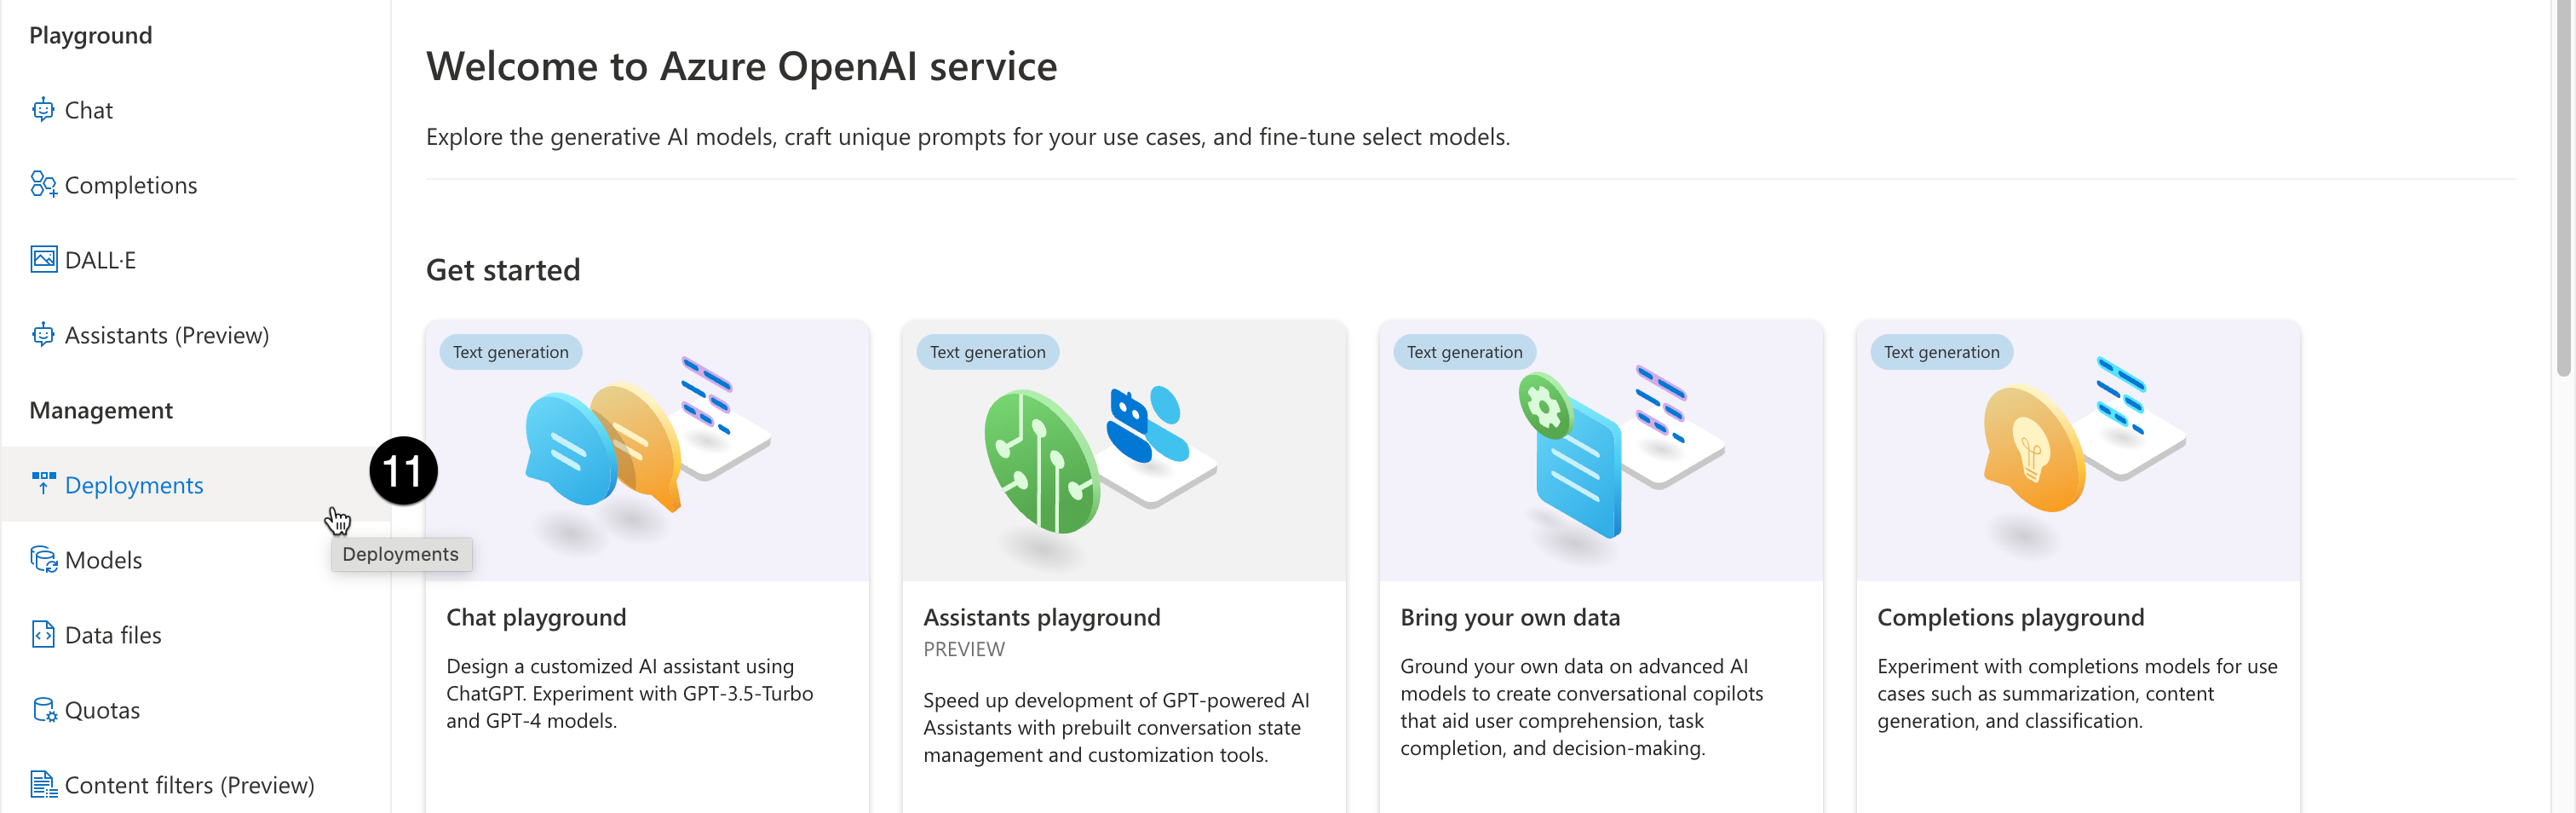 Playground
Chat
Completions
DALL·E
Assistants (Preview)
Management
Deployments
11
Deployments
Models
Data files
Quotas
Content filters (Preview)
Welcome to Azure OpenAI service
Explore the generative AI models, craft unique prompts for your use cases, and fine-tune select models.
Get started
Text generation
Chat playground
Design a customized AI assistant using
ChatGPT. Experiment with GPT-3.5-Turbo
and GPT-4 models.
Text generation
Assistants playground
PREVIEW
Speed up development of GPT-powered AI
Assistants with prebuilt conversation state
management and customization tools.
Text generation
Bring your own data
Ground your own data on advanced AI
models to create conversational copilots
that aid user comprehension, task
completion, and decision-making.
Text generation
Completions playground
Experiment with completions models for use
cases such as summarization, content
generation, and classification.